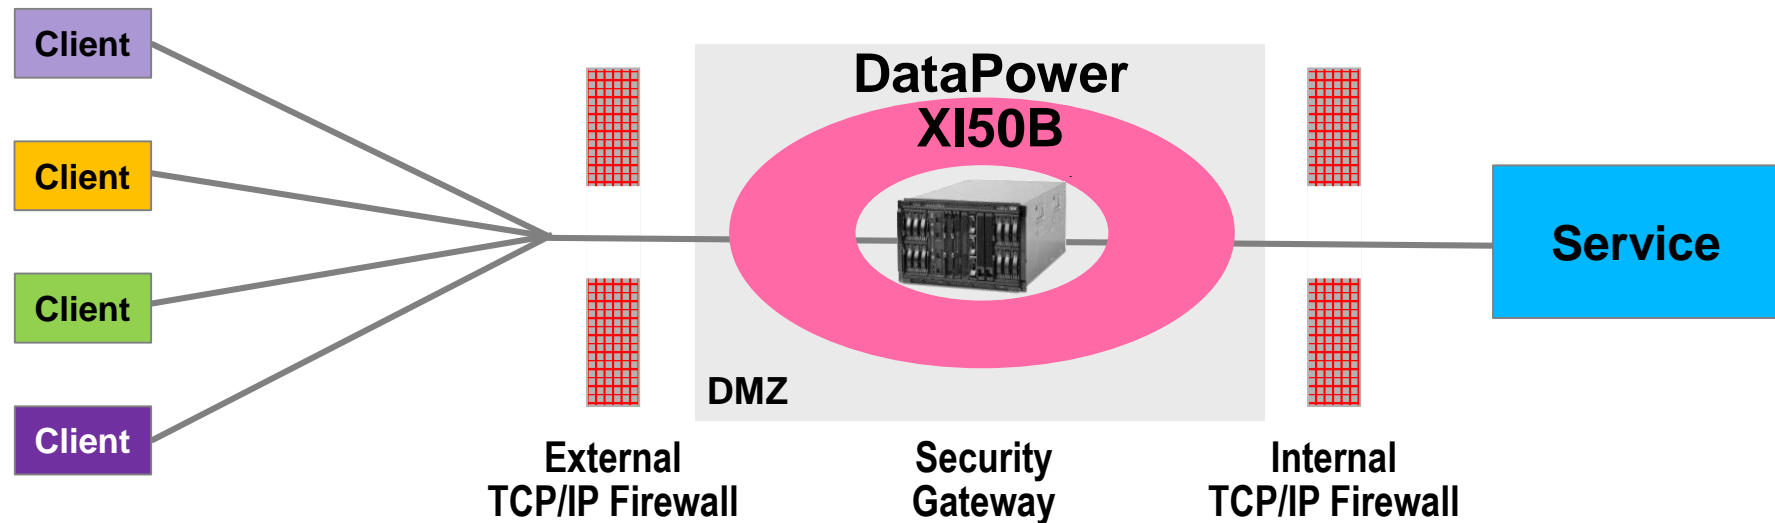 Client
Client
Client
Client
DataPower
XI50B
DMZ
Service
External
TCP/IP Firewall
Security
Gateway
Internal
TCP/IP Firewall